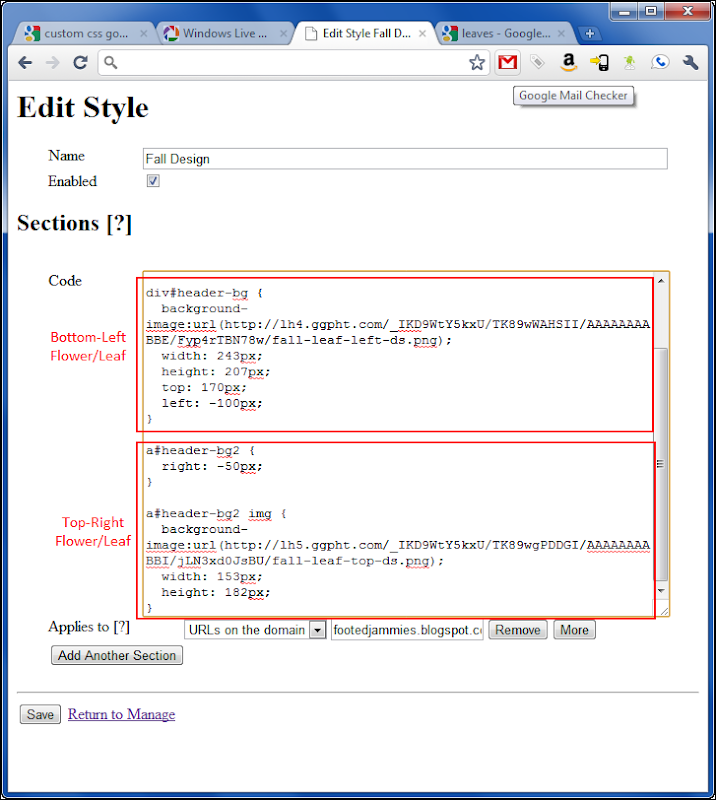 custom css go...
Windows Live ...
Edit Style Fall D...
leaves - Google...
Google Mail Checker
Edit Style
Name
Fall Design
Enabled
Sections [?]
Code
div#header-bg {
background-
image:url(http://lh4.ggpht.com/_IKD9WtY5kxU/TK89wWAHSII/AAAAAAAA
BBE/Fyp4rTBN78w/fall-leaf-left-ds.png);
width: 243px;
height: 207px;
top: 170px;
left: -100px;
}
Bottom-Left
Flower/Leaf
a#header-bg2 {
right: -50px;
}
a#header-bg2 img {
background-
image:url(http://lh5.ggpht.com/_IKD9WtY5kxU/TK89wgPDDGI/AAAAAAAA
BBI/jLN3xd0JsBU/fall-leaf-top-ds.png);
width: 153px;
height: 182px;
}
Top-Right
Flower/Leaf
Applies to [?]
URLs on the domain
footedjammies.blogspot.c
Remove
More
Add Another Section
Save
Return to Manage